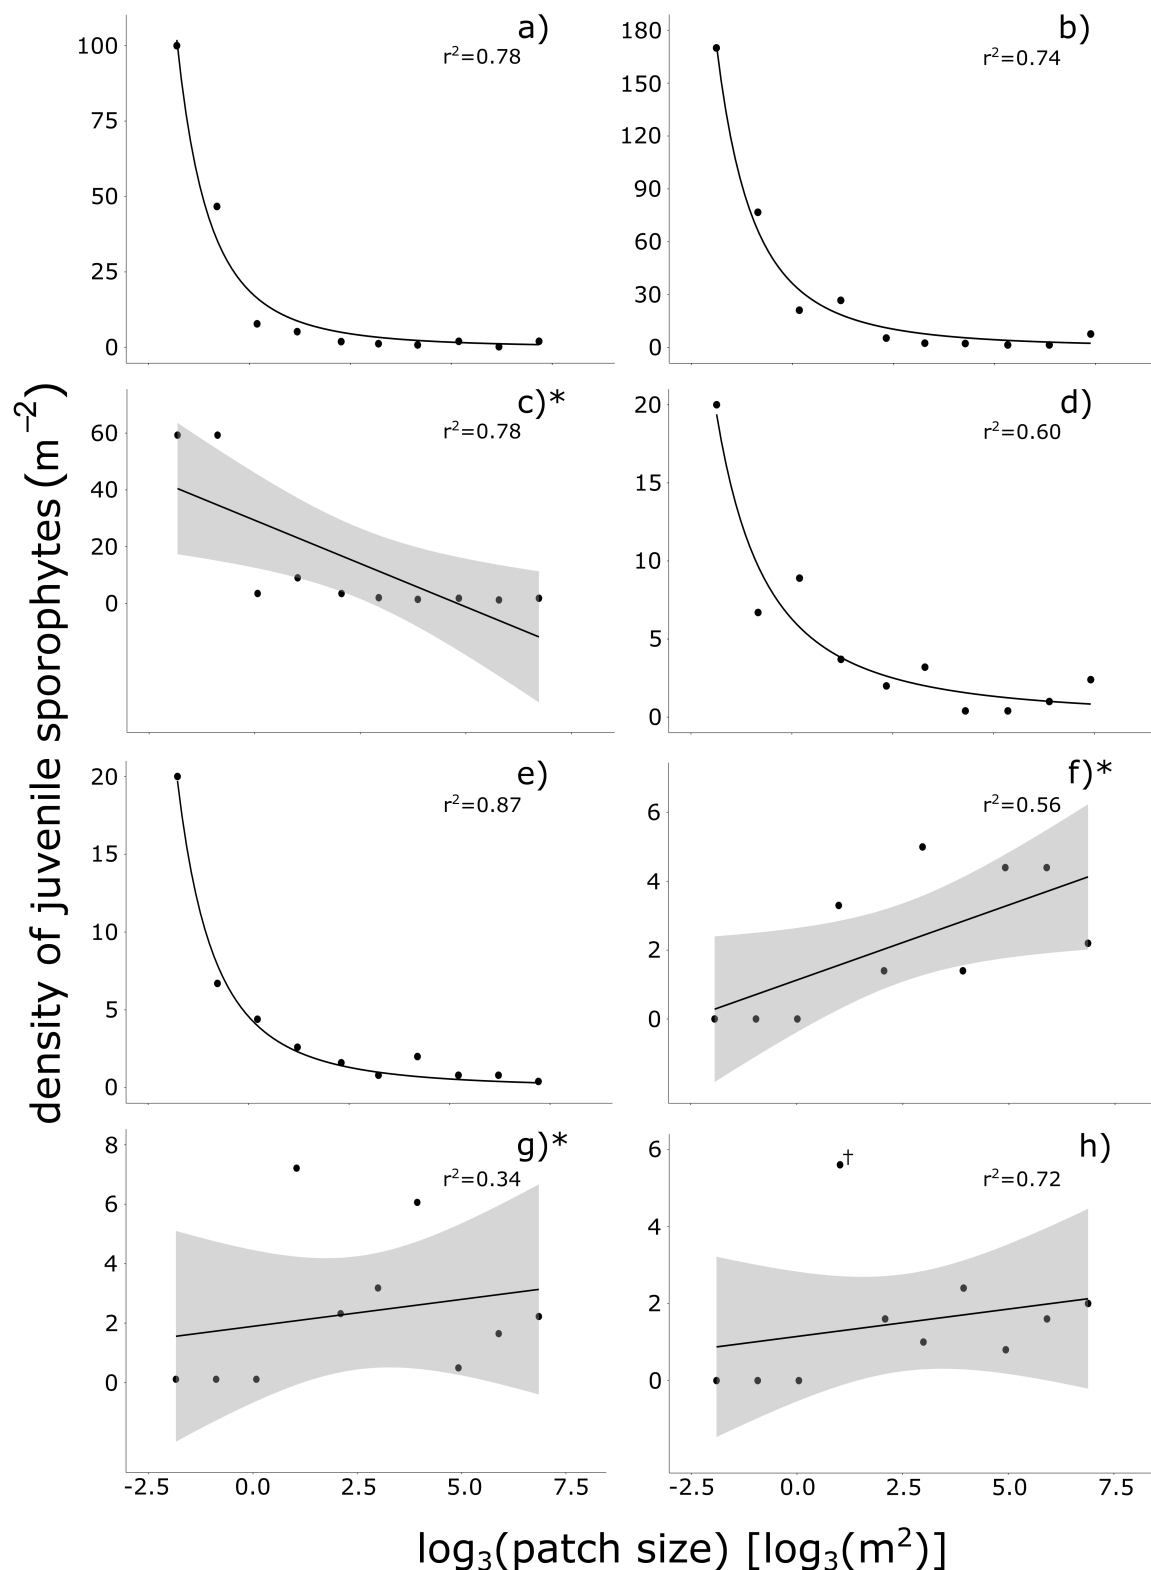 a)
r²=0.78
100
75
50
25
0
b)
r²=0.74
180
150
120
90
60
30
0
density of juvenile sporophytes (m⁻²)
c)*
r²=0.78
60
40
20
0
d)
r²=0.60
20
15
10
5
0
e)
r²=0.87
20
15
10
5
0
f)*
r²=0.56
6
4
2
0
g)*
r²=0.34
8
6
4
2
0
-2.5 0.0 2.5 5.0 7.5
h)
†
r²=0.72
6
4
2
0
-2.5 0.0 2.5 5.0 7.5
log₃(patch size) [log₃(m²)]